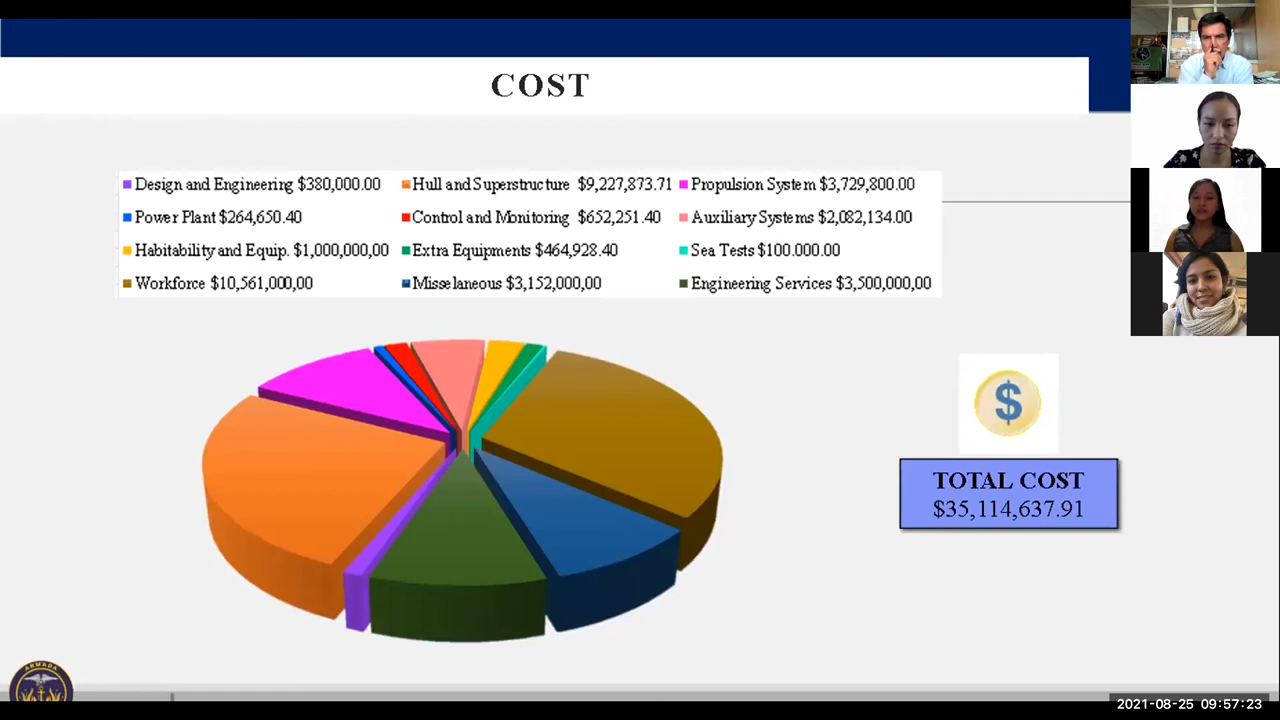 COST
Design and Engineering $380,000.00 Hull and Superstructure $9,227,873.71 Propulsion System $3,729,800.00
Power Plant $264,650.40 Control and Monitoring $652,251.40 Auxiliary Systems $2,082,134.00
Habitability and Equip. $1,000,000,00 Extra Equipments $464,928.40 Sea Tests $100.000.00
Workforce $10,561,000,00 Misselaneous $3,152,000,00 Engineering Services $3,500,000,00
$
TOTAL COST
$35,114,637.91
ARMADA
2021-08-25 09:57:23